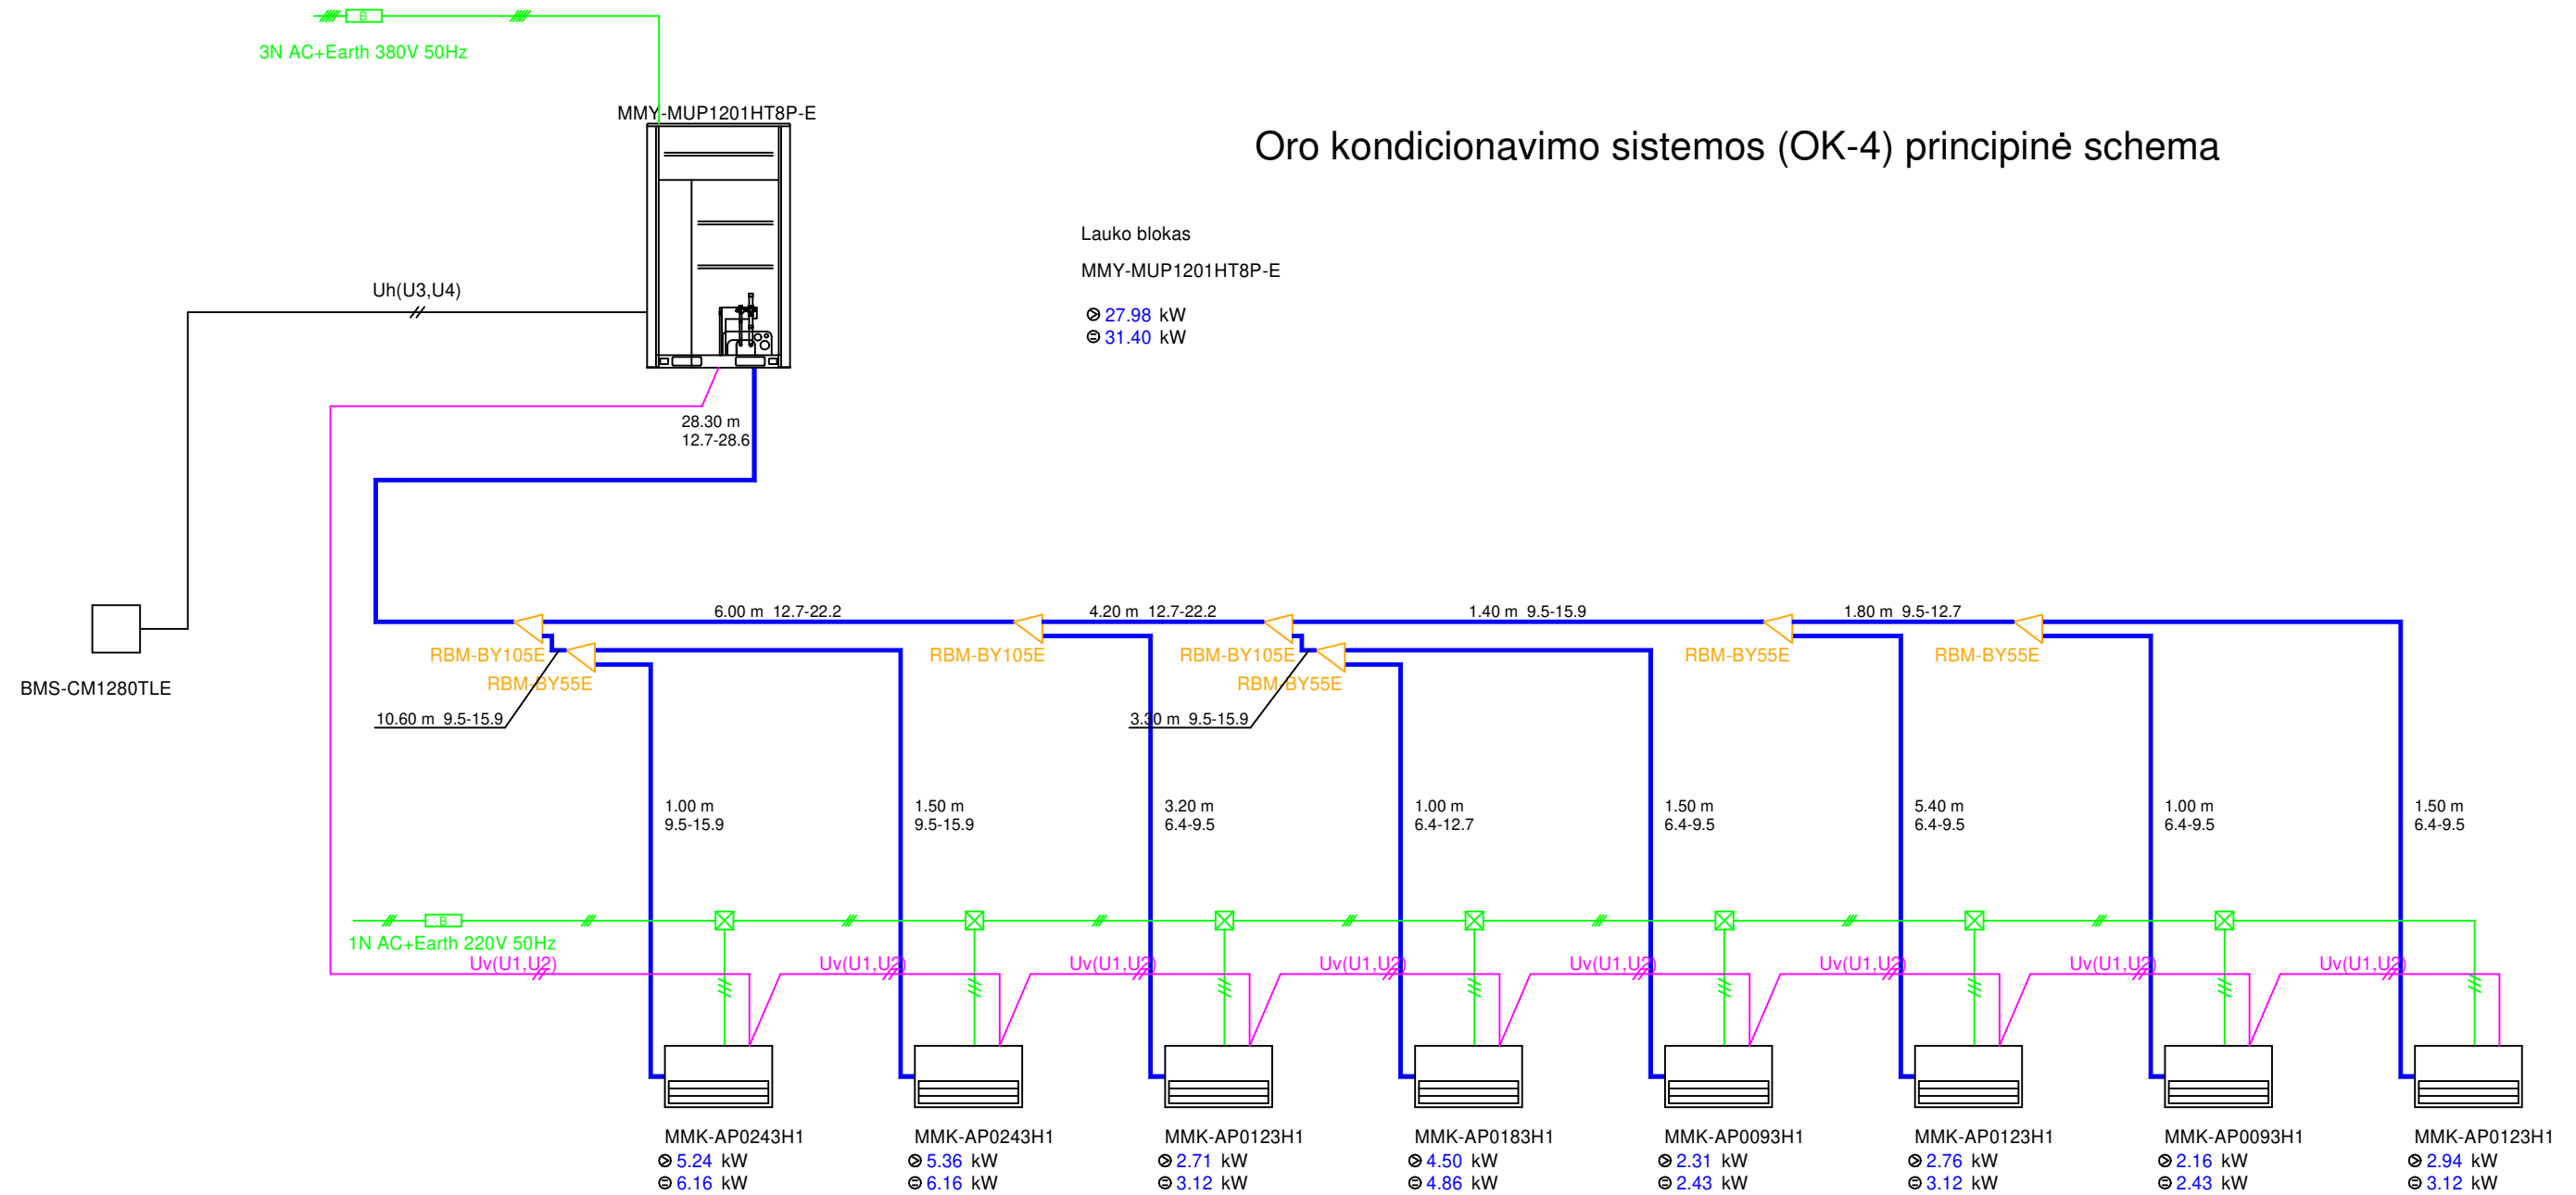 B
3N AC+Earth 380V 50Hz
MMY-MUP1201HT8P-E
Oro kondicionavimo sistemos (OK-4) principinė schema
Lauko blokas
MMY-MUP1201HT8P-E
27.98 kW
31.40 kW
Uh(U3,U4)
28.30 m
12.7-28.6
BMS-CM1280TLE
6.00 m 12.7-22.2
4.20 m 12.7-22.2
1.40 m 9.5-15.9
1.80 m 9.5-12.7
RBM-BY105E
RBM-BY105E
RBM-BY105E
RBM-BY55E
RBM-BY55E
RBM-BY55E
RBM-BY55E
10.60 m 9.5-15.9
3.30 m 9.5-15.9
1.00 m
9.5-15.9
1.50 m
9.5-15.9
3.20 m
6.4-9.5
1.00 m
6.4-12.7
1.50 m
6.4-9.5
5.40 m
6.4-9.5
1.00 m
6.4-9.5
1.50 m
6.4-9.5
B
1N AC+Earth 220V 50Hz
Uv(U1,U2)
Uv(U1,U2)
Uv(U1,U2)
Uv(U1,U2)
Uv(U1,U2)
Uv(U1,U2)
Uv(U1,U2)
Uv(U1,U2)
MMK-AP0243H1
5.24 kW
6.16 kW
MMK-AP0243H1
5.36 kW
6.16 kW
MMK-AP0123H1
2.71 kW
3.12 kW
MMK-AP0183H1
4.50 kW
4.86 kW
MMK-AP0093H1
2.31 kW
2.43 kW
MMK-AP0123H1
2.76 kW
3.12 kW
MMK-AP0093H1
2.16 kW
2.43 kW
MMK-AP0123H1
2.94 kW
3.12 kW